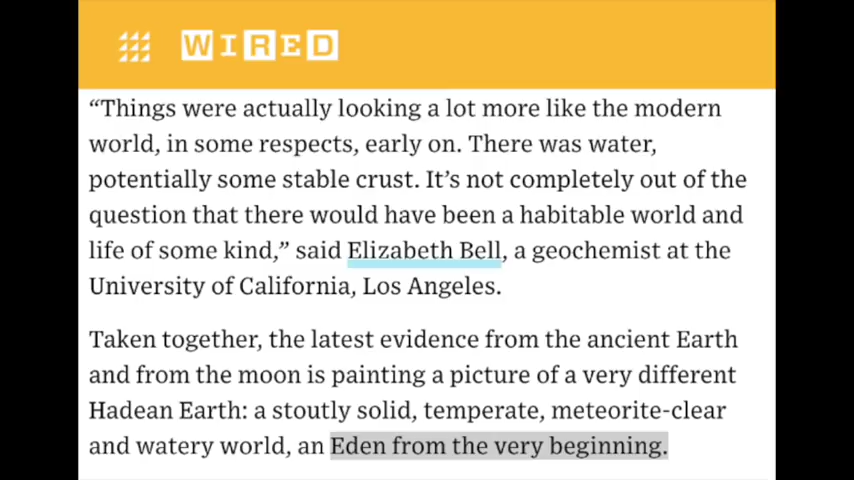 WIRED
“Things were actually looking a lot more like the modern
world, in some respects, early on. There was water,
potentially some stable crust. It’s not completely out of the
question that there would have been a habitable world and
life of some kind,” said Elizabeth Bell, a geochemist at the
University of California, Los Angeles.
Taken together, the latest evidence from the ancient Earth
and from the moon is painting a picture of a very different
Hadean Earth: a stoutly solid, temperate, meteorite-clear
and watery world, an Eden from the very beginning.